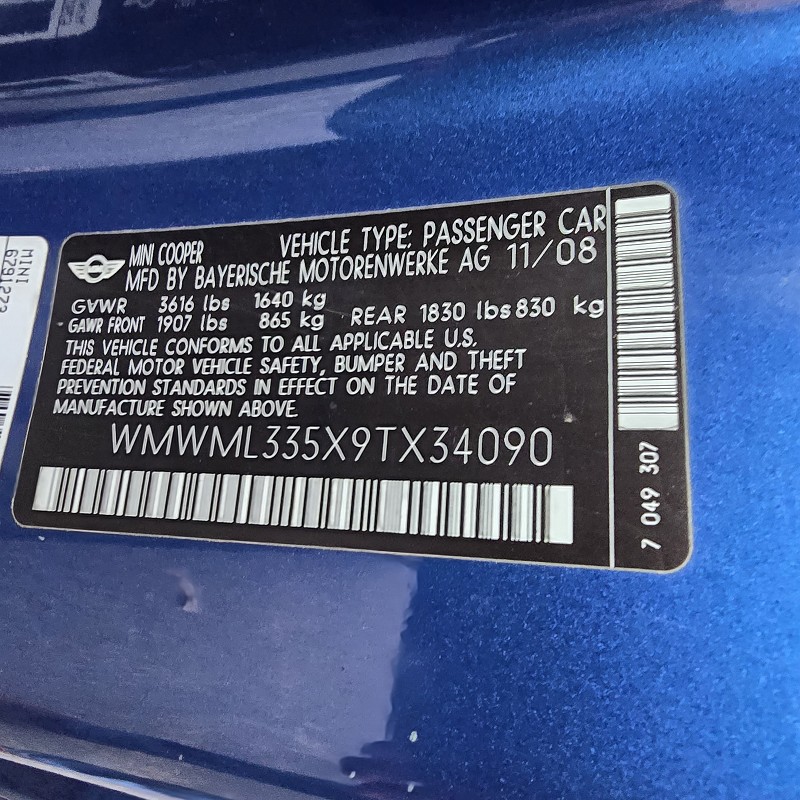 MINI COOPER VEHICLE TYPE: PASSENGER CAR
MFD BY BAYERISCHE MOTORENWERKE AG 11/08
GVWR 3616 lbs 1640 kg
GAWR FRONT 1907 lbs 865 kg REAR 1830 lbs 830 kg
THIS VEHICLE CONFORMS TO ALL APPLICABLE U.S.
FEDERAL MOTOR VEHICLE SAFETY, BUMPER AND THEFT
PREVENTION STANDARDS IN EFFECT ON THE DATE OF
MANUFACTURE SHOWN ABOVE.
WMWML335X9TX34090
7 049 307
MINI